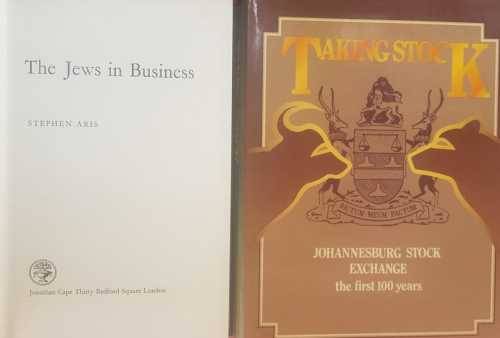 The Jews in Business
STEPHEN ARIS
Jonathan Cape Thirty Bedford Square London
TAKING STOCK
DICTUM MEUM PACTUM
JOHANNESBURG STOCK
EXCHANGE
the first 100 years